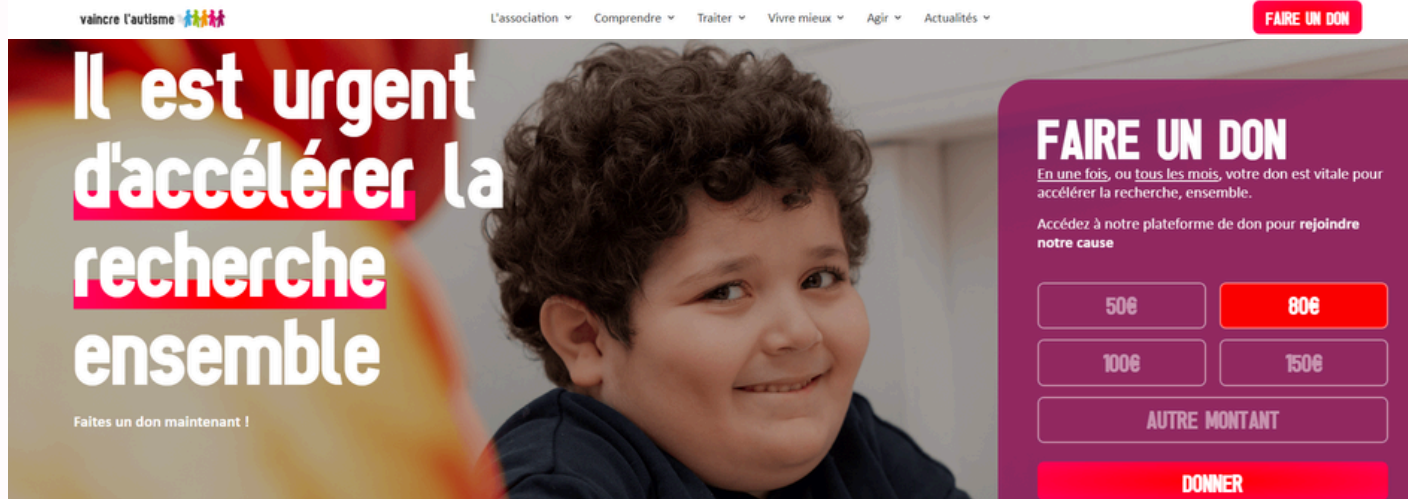 vaincre l'autisme
L'association Comprendre Traiter Vivre mieux Agir Actualités
FAIRE UN DON
Il est urgent
d'accélérer la
recherche
ensemble
Faites un don maintenant !
FAIRE UN DON
En une fois, ou tous les mois, votre don est vitale pour
accélérer la recherche, ensemble.
Accédez à notre plateforme de don pour rejoindre
notre cause
50€ 80€
100€ 150€
AUTRE MONTANT
DONNER